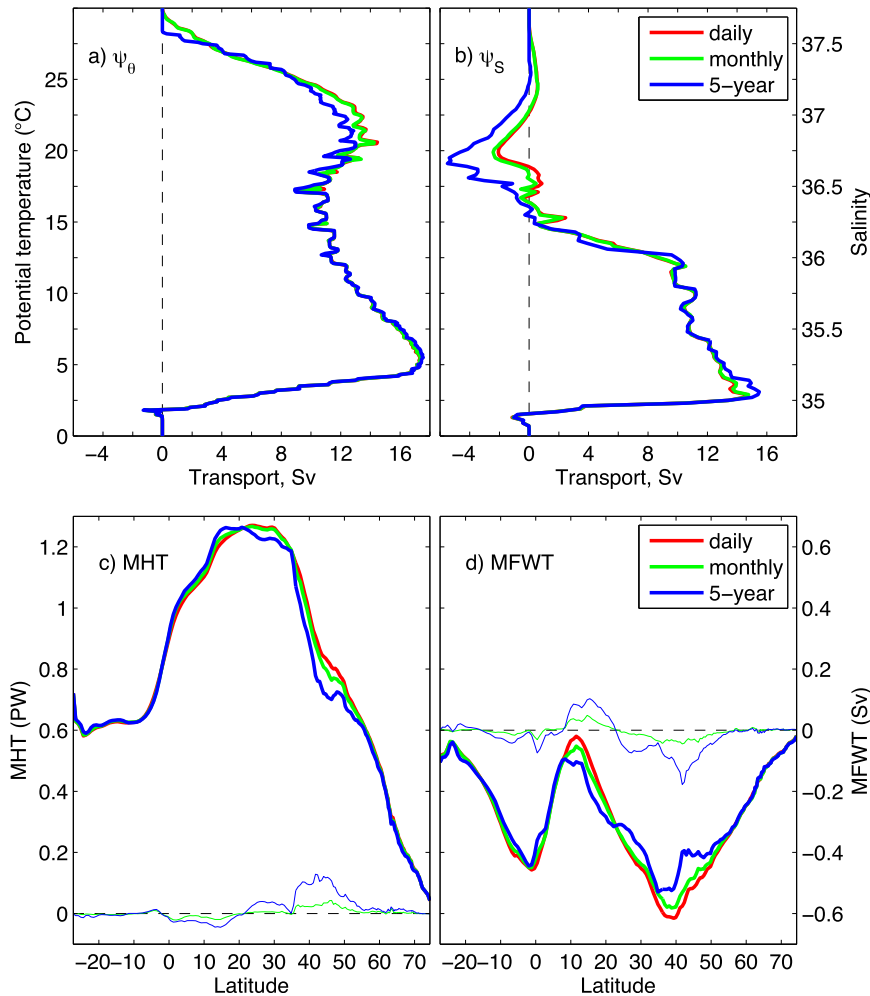 a) ψθ
Potential temperature (°C)
25
20
15
10
5
0
−4 0 4 8 12 16
Transport, Sv
b) ψS
daily
monthly
5−year
37.5
37
36.5
36
35.5
35
Salinity
−4 0 4 8 12 16
Transport, Sv
c) MHT
MHT (PW)
1.2
1
0.8
0.6
0.4
0.2
0
−20−10 0 10 20 30 40 50 60 70
Latitude
d) MFWT
daily
monthly
5−year
0.6
0.4
0.2
0
−0.2
−0.4
−0.6
MFWT (Sv)
−20−10 0 10 20 30 40 50 60 70
Latitude